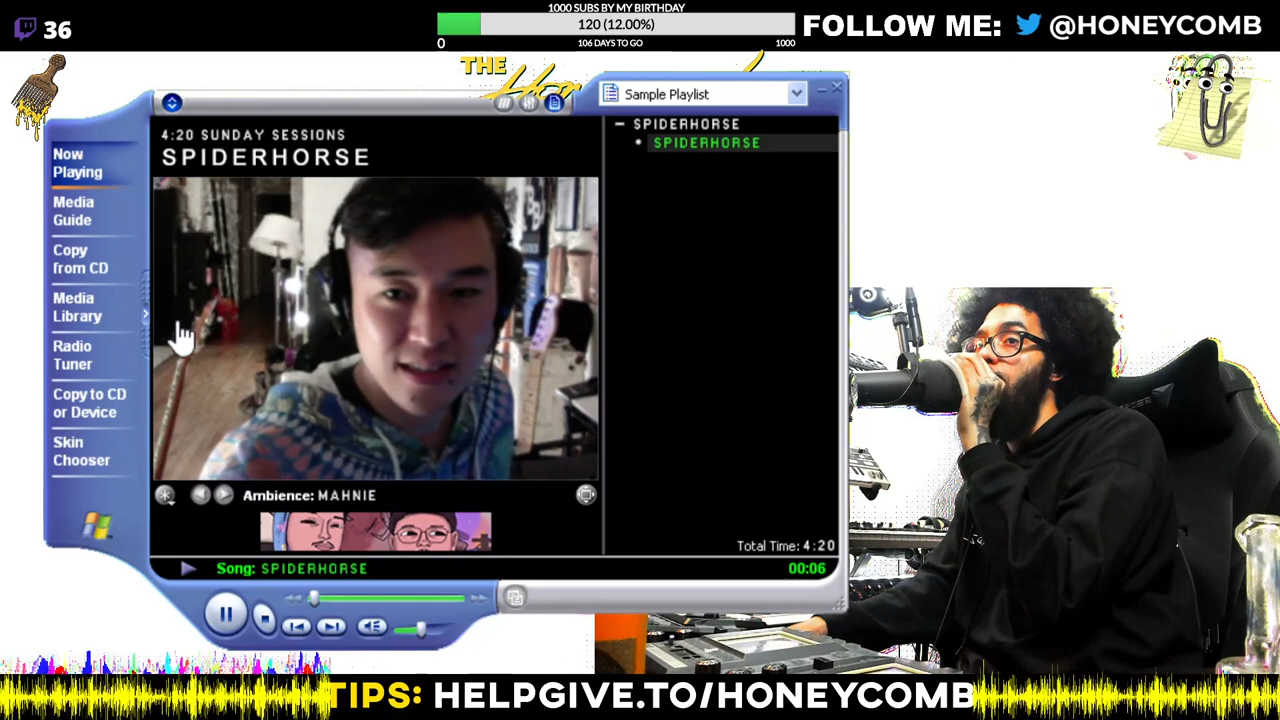 36
1000 SUBS BY MY BIRTHDAY
120 (12.00%)
0
106 DAYS TO GO
1000
FOLLOW ME: @HONEYCOMB
THE
Sample Playlist
4:20 SUNDAY SESSIONS
SPIDERHORSE
SPIDERHORSE
SPIDERHORSE
Now
Playing
Media
Guide
Copy
from CD
Media
Library
Radio
Tuner
Copy to CD
or Device
Skin
Chooser
Ambience: MAHNIE
Total Time: 4:20
Song: SPIDERHORSE
00:06
TIPS: HELPGIVE.TO/HONEYCOMB